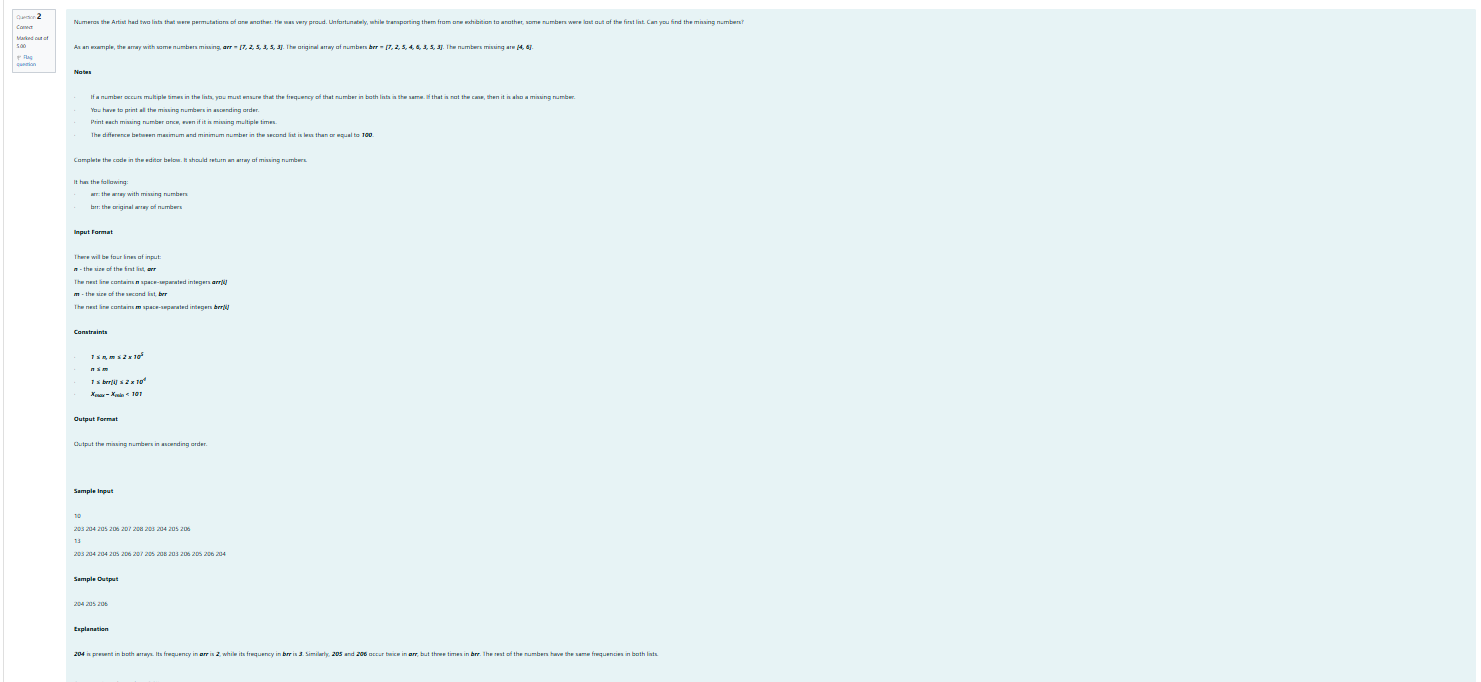 Question 2
Correct
Marked out of
5.00
Flag
question
Numeros the Artist had two lists that were permutations of one another. He was very proud. Unfortunately, while transporting them from one exhibition to another, some numbers were lost out of the first list. Can you find the missing numbers?
As an example, the array with some numbers missing, arr = [7, 2, 5, 3, 5, 3]. The original array of numbers brr = [7, 2, 5, 4, 6, 3, 5, 3]. The numbers missing are [4, 6].
Notes
· If a number occurs multiple times in the lists, you must ensure that the frequency of that number in both lists is the same. If that is not the case, then it is also a missing number.
· You have to print all the missing numbers in ascending order.
· Print each missing number once, even if it is missing multiple times.
· The difference between maximum and minimum number in the second list is less than or equal to 100.
Complete the code in the editor below. It should return an array of missing numbers.
It has the following:
· arr: the array with missing numbers
· brr: the original array of numbers
Input Format
There will be four lines of input:
n - the size of the first list, arr
The next line contains n space-separated integers arr[i]
m - the size of the second list, brr
The next line contains m space-separated integers brr[i]
Constraints
· 1 ≤ n, m ≤ 2 x 10⁵
· n ≤ m
· 1 ≤ brr[i] ≤ 2 x 10⁴
· Xmax - Xmin < 101
Output Format
Output the missing numbers in ascending order.
Sample Input
10
203 204 205 206 207 208 203 204 205 206
13
203 204 204 205 206 207 205 208 203 206 205 206 204
Sample Output
204 205 206
Explanation
204 is present in both arrays. Its frequency in arr is 2, while its frequency in brr is 3. Similarly, 205 and 206 occur twice in arr, but three times in brr. The rest of the numbers have the same frequencies in both lists.